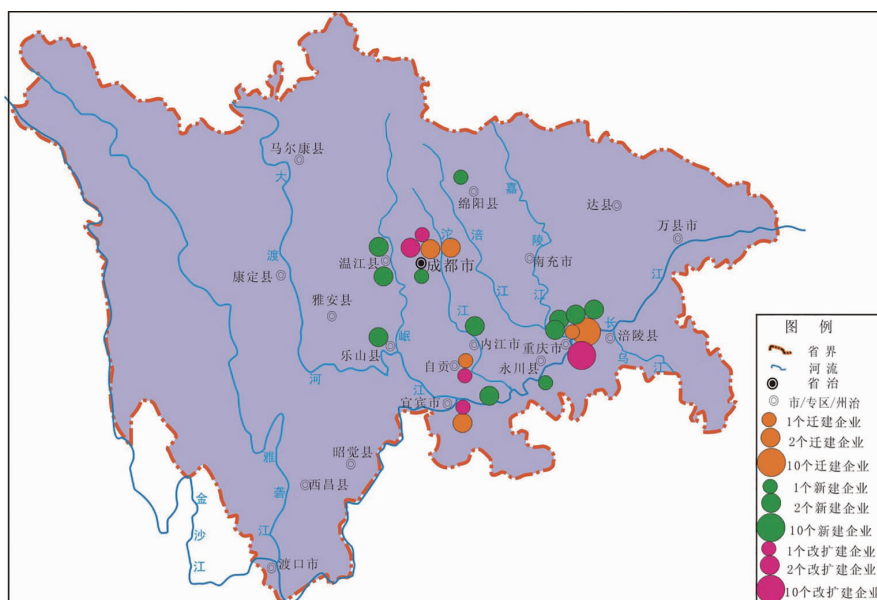 马尔康县
大
渡
河
嘉
陵
江
绵阳县
达县
万县市
沱
江
涪
江
温江县
成都市
南充市
康定县
雅安县
岷
江
乐山县
内江市
自贡
重庆市
永川县
长
江
涪陵县
乌
江
宜宾市
昭觉县
雅
砻
江
西昌县
金
沙
江
渡口市
图 例
省 界
河 流
省 治
市/专区/州治
1个迁建企业
2个迁建企业
10个迁建企业
1个新建企业
2个新建企业
10个新建企业
1个改扩建企业
2个改扩建企业
10个改扩建企业